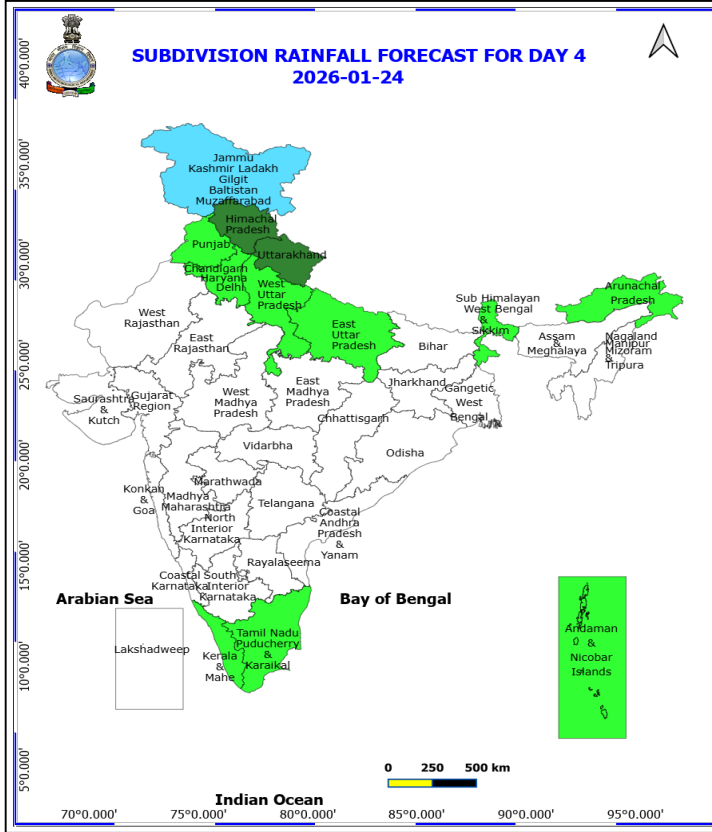 SUBDIVISION RAINFALL FORECAST FOR DAY 4
2026-01-24
40°0.000'
35°0.000'
30°0.000'
25°0.000'
20°0.000'
15°0.000'
10°0.000'
5°0.000'
Jammu
Kashmir Ladakh
Gilgit
Baltistan
Muzaffarabad
Himachal
Pradesh
Punjab
Uttarakhand
Chandigarh
Haryana
Delhi
West
Uttar
Pradesh
East
Uttar
Pradesh
West
Rajasthan
East
Rajasthan
Bihar
Sub Himalayan
West Bengal
&
Sikkim
Arunachal
Pradesh
Assam
&
Meghalaya
Nagaland
Manipur
Mizoram
&
Tripura
Saurashtra
&
Kutch
Gujarat
Region
West
Madhya
Pradesh
East
Madhya
Pradesh
Jharkhand
Gangetic
West
Bengal
Chhattisgarh
Vidarbha
Odisha
Konkan
&
Goa
Madhya
Maharashtra
Marathwada
Telangana
North
Interior
Karnataka
Coastal
Andhra
Pradesh
&
Yanam
Rayalaseema
Coastal
Karnataka
South
Interior
Karnataka
Arabian Sea
Bay of Bengal
Lakshadweep
Kerala
&
Mahe
Tamil Nadu
Puducherry
&
Karaikal
Andaman
&
Nicobar
Islands
0 250 500 km
Indian Ocean
70°0.000' 75°0.000' 80°0.000' 85°0.000' 90°0.000' 95°0.000'